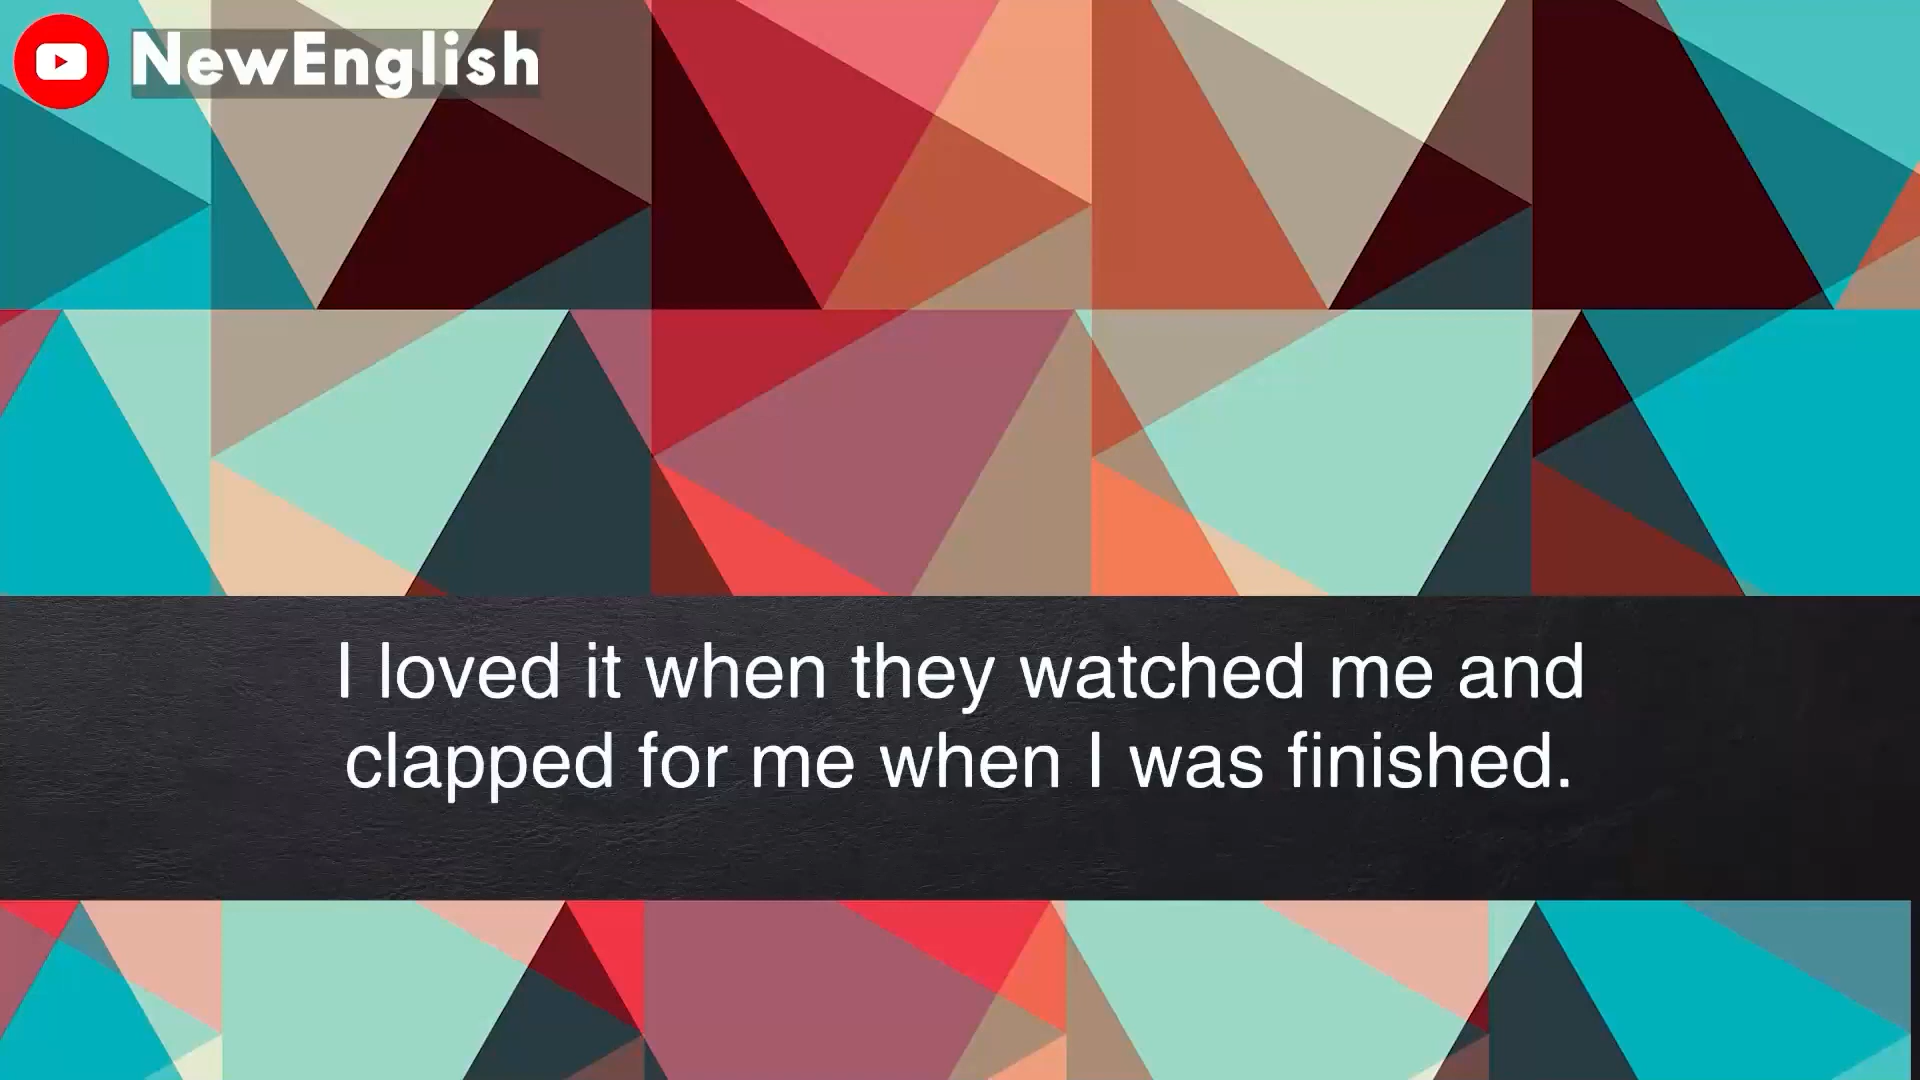 NewEnglish
I loved it when they watched me and
clapped for me when I was finished.